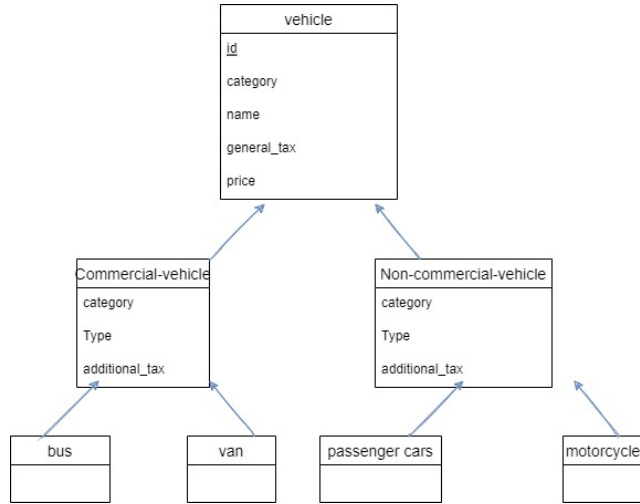 vehicle
id
category
name
general_tax
price
Commercial-vehicle
category
Type
additional_tax
Non-commercial-vehicle
category
Type
additional_tax
bus
van
passenger cars
motorcycle